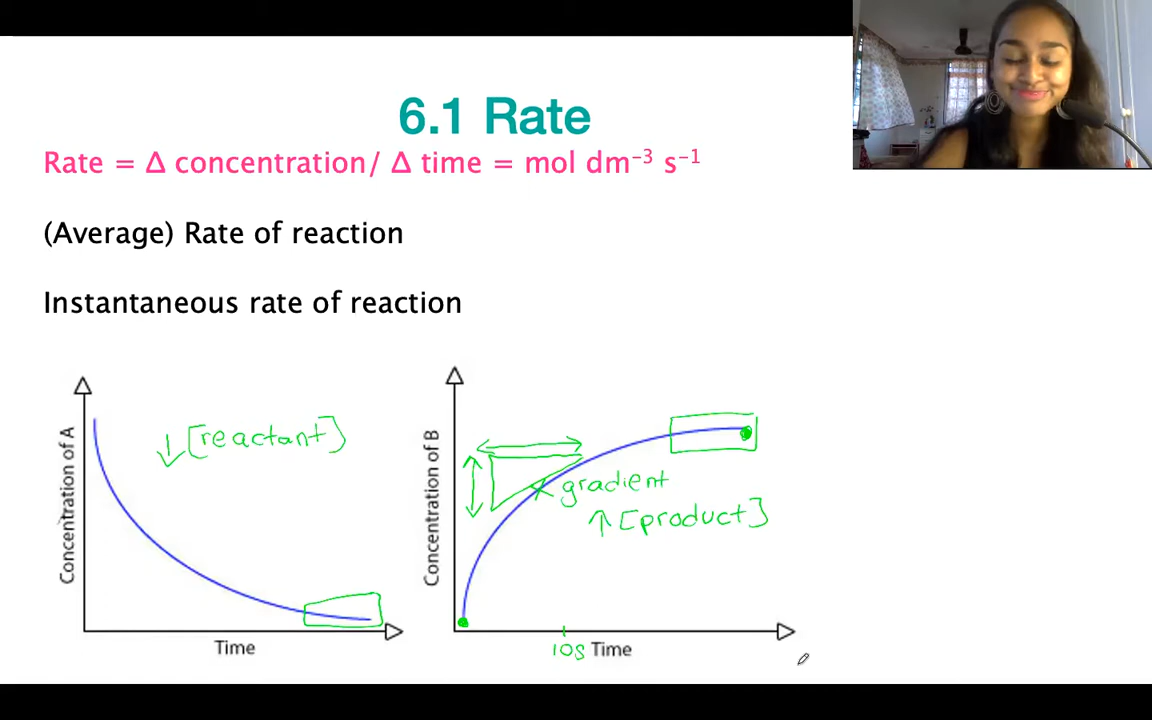 6.1 Rate
Rate = Δ concentration/ Δ time = mol dm⁻³ s⁻¹
(Average) Rate of reaction
Instantaneous rate of reaction
Concentration of A
↓ [reactant]
Time
Concentration of B
gradient
↑ [product]
10s
Time